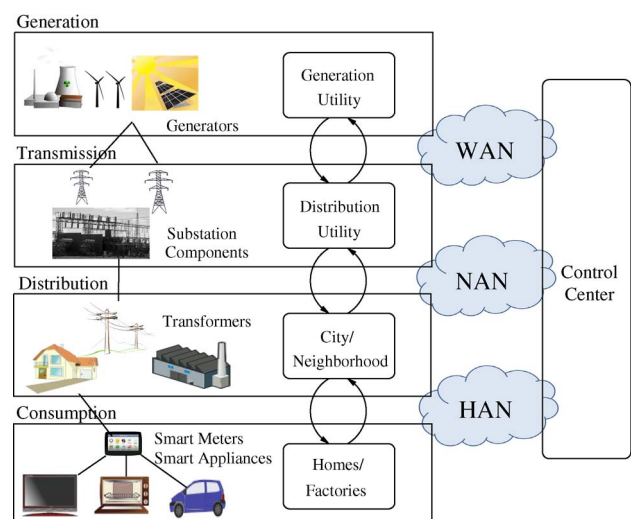 Generation
Generation
Utility
Generators
WAN
Transmission
Distribution
Utility
Substation
Components
NAN
Control
Center
Distribution
Transformers
City/
Neighborhood
HAN
Consumption
Smart Meters
Smart Appliances
Homes/
Factories